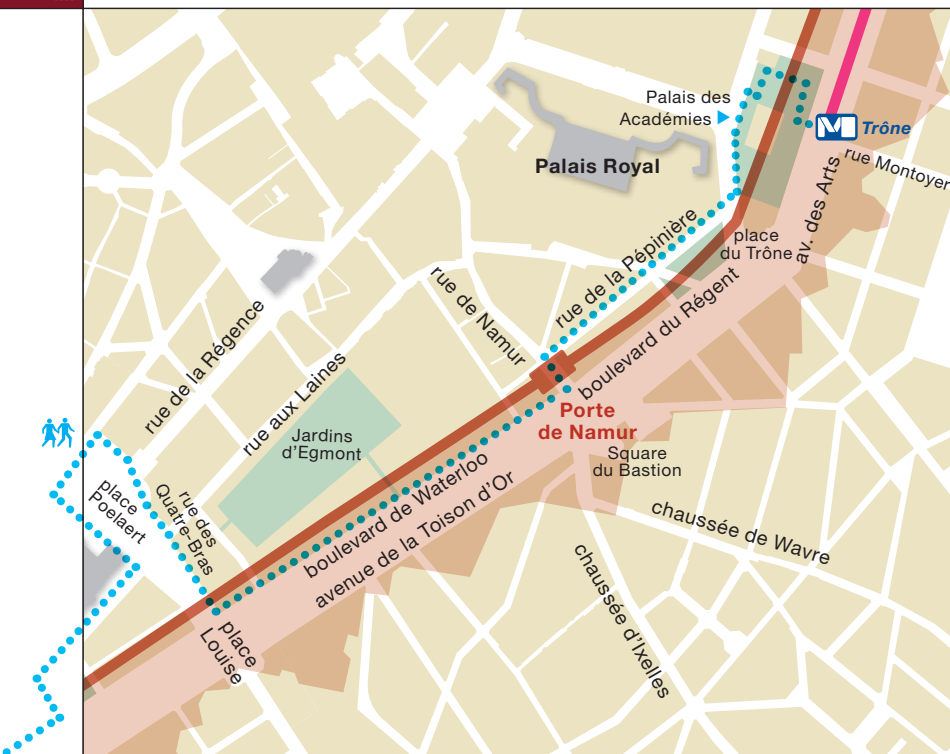 Palais des
Académies
M
Trône
rue Montoyer
Palais Royal
av. des Arts
place
du Trône
rue de la Pépinière
rue de Namur
boulevard du Régent
rue de la Régence
rue aux Laines
Porte
de Namur
Jardins
d'Egmont
Square
du Bastion
place
Poelaert
rue des
Quatre-Bras
boulevard de Waterloo
avenue de la Toison d'Or
chaussée de Wavre
chaussée d'Ixelles
place
Louise